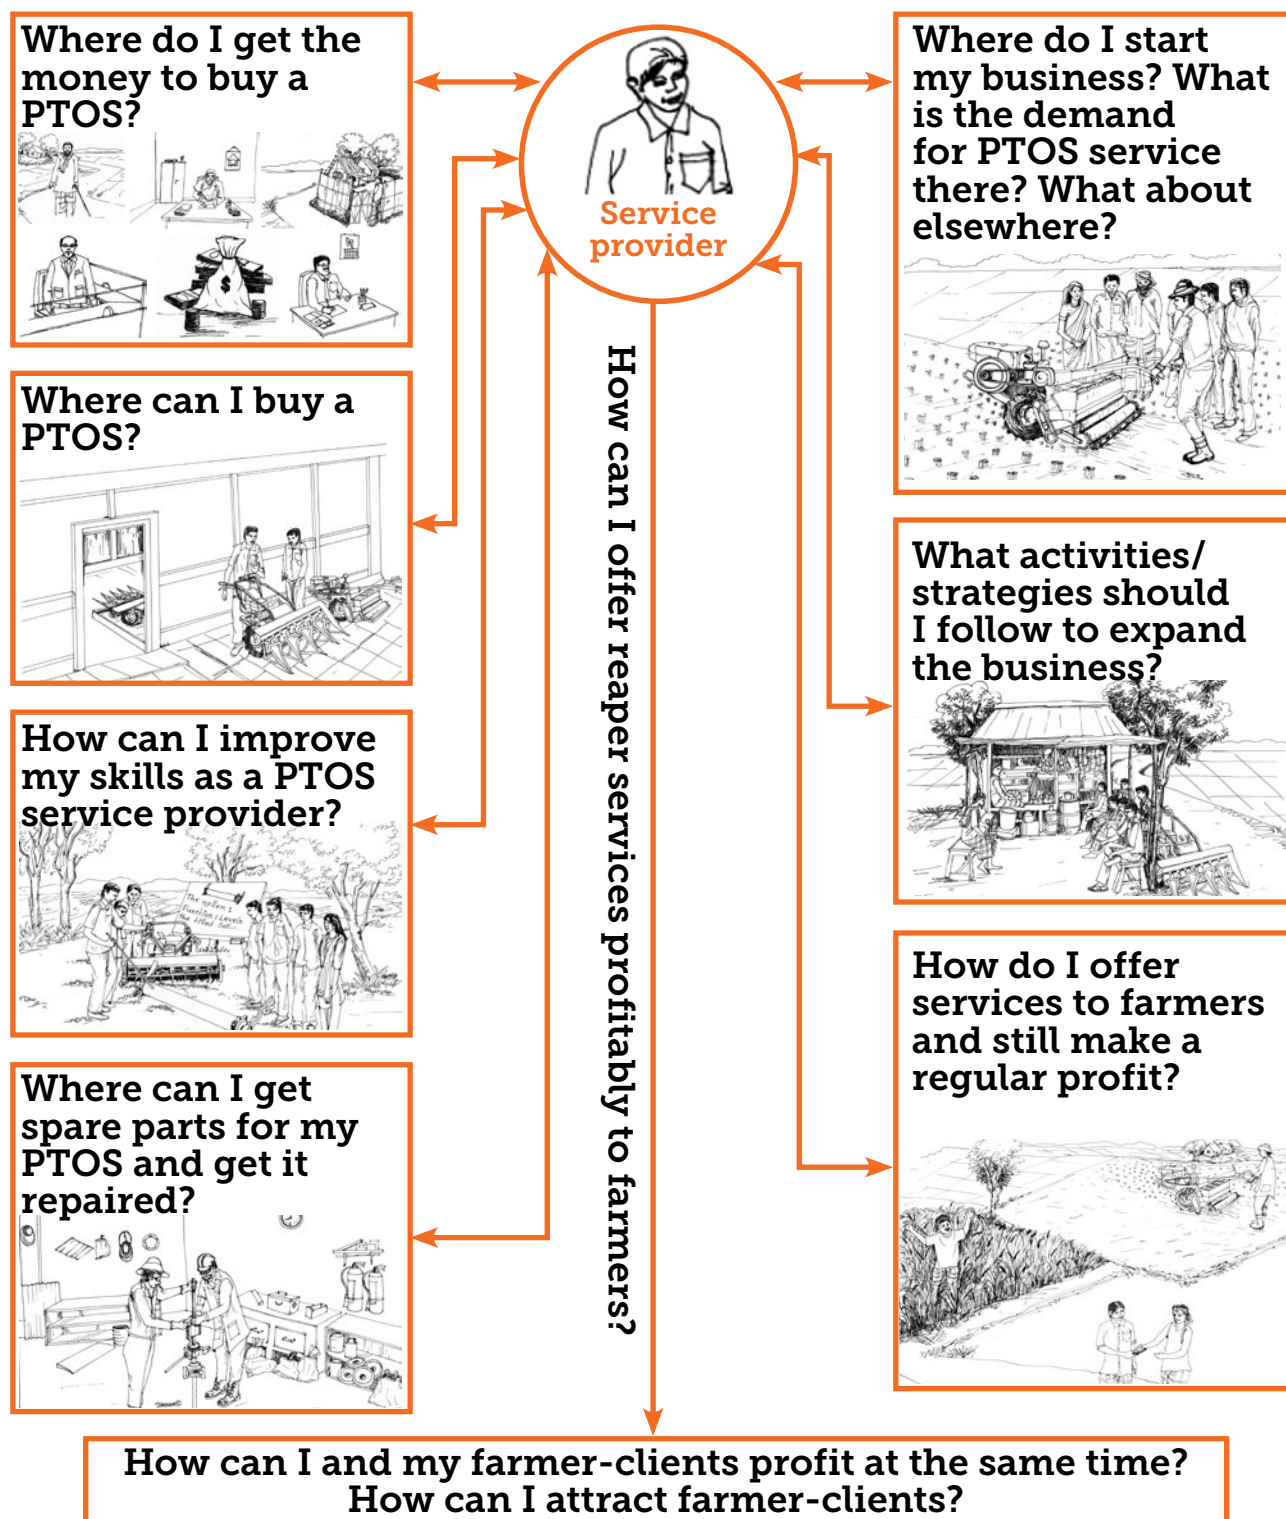 Where do I get the
money to buy a
PTOS?
$
Where can I buy a
PTOS?
How can I improve
my skills as a PTOS
service provider?
Where can I get
spare parts for my
PTOS and get it
repaired?
Service
provider
How can I offer reaper services profitably to farmers?
Where do I start
my business? What
is the demand
for PTOS service
there? What about
elsewhere?
What activities/
strategies should
I follow to expand
the business?
How do I offer
services to farmers
and still make a
regular profit?
How can I and my farmer-clients profit at the same time?
How can I attract farmer-clients?